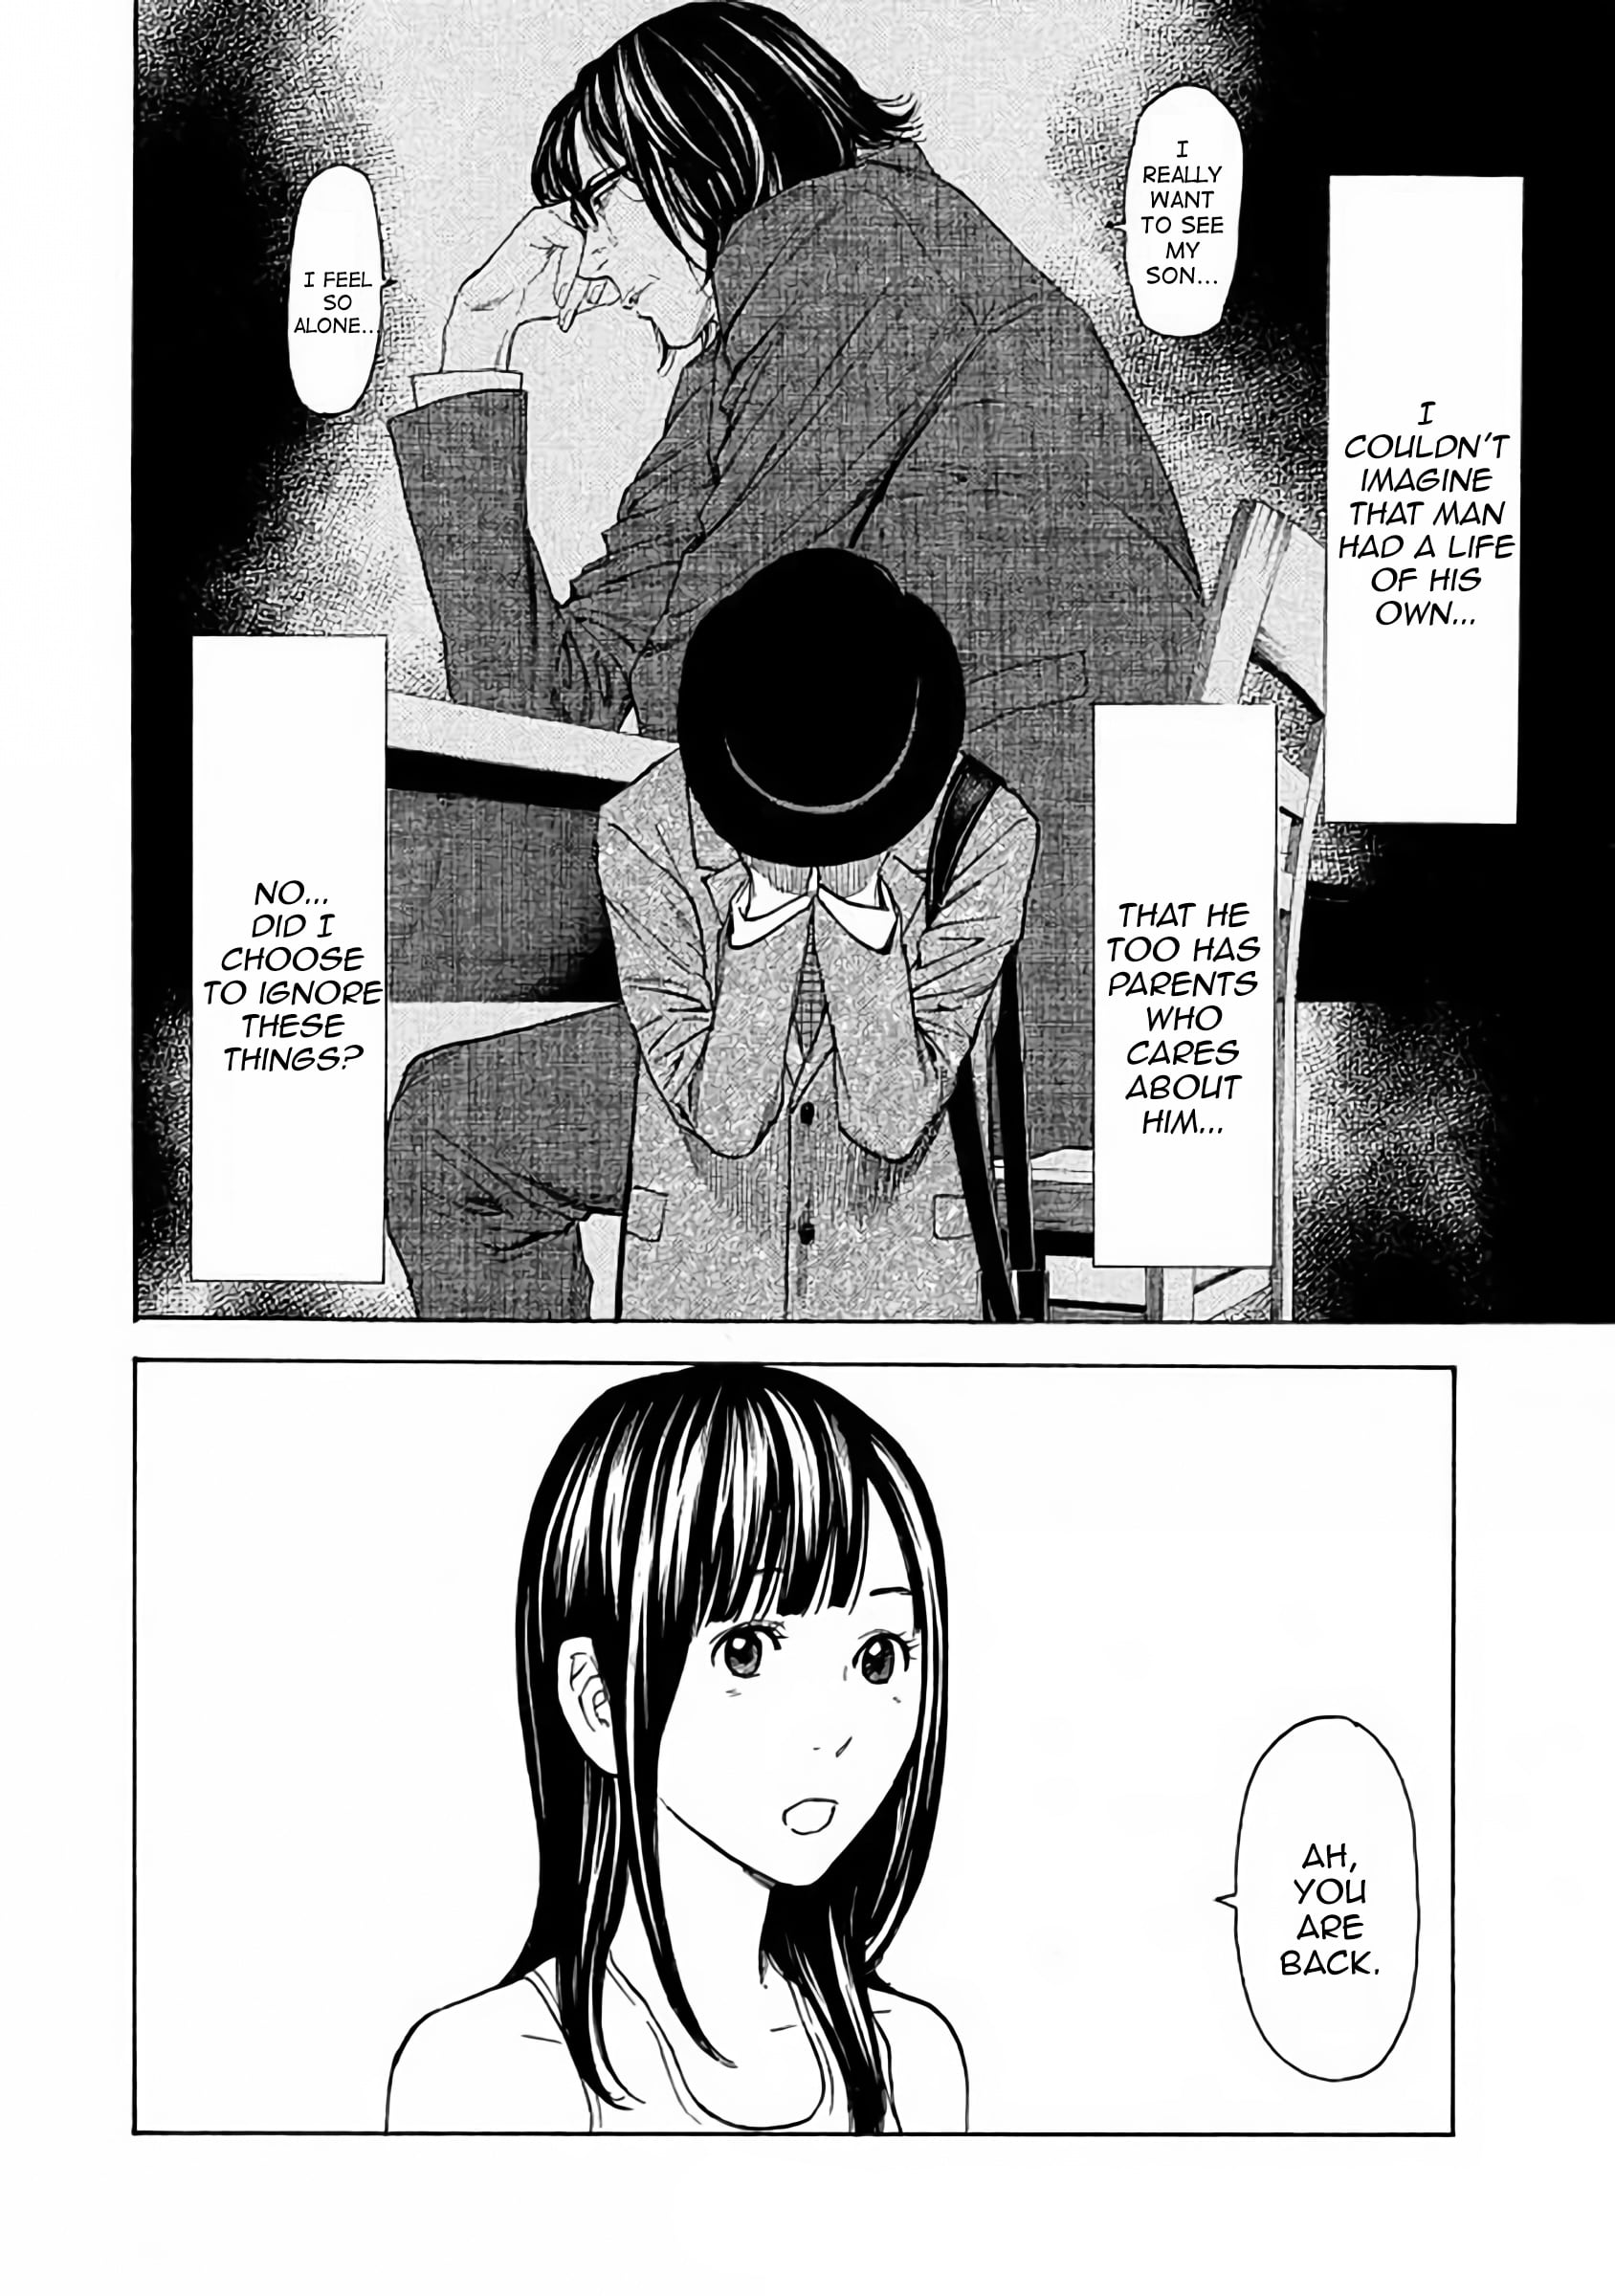 I
REALLY
WANT
TO SEE
MY
SON...
I
COULDN'T
IMAGINE
THAT MAN
HAD A LIFE
OF HIS
OWN...
I FEEL
SO
ALONE...
THAT HE
TOO HAS
PARENTS
WHO
CARES
ABOUT
HIM...
NO...
DID I
CHOOSE
TO IGNORE
THESE
THINGS?
AH,
YOU
ARE
BACK.